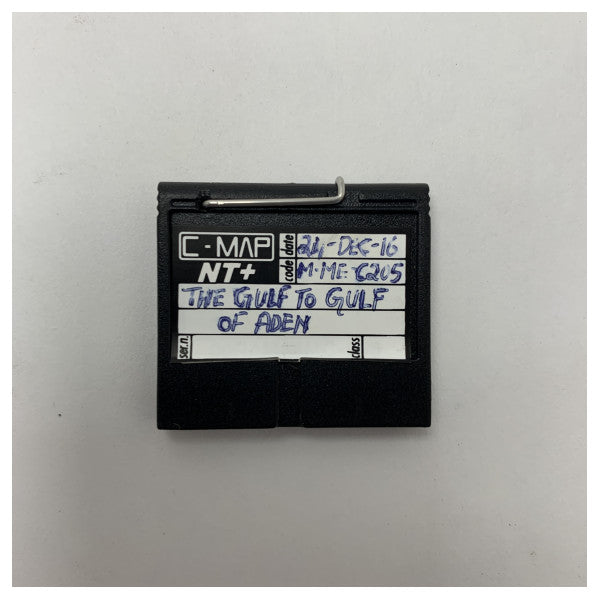 C-MAP date 24-DEC-16
NT+ code M-ME-C205
THE GULF TO GULF
OF ADEN
ser.n. class